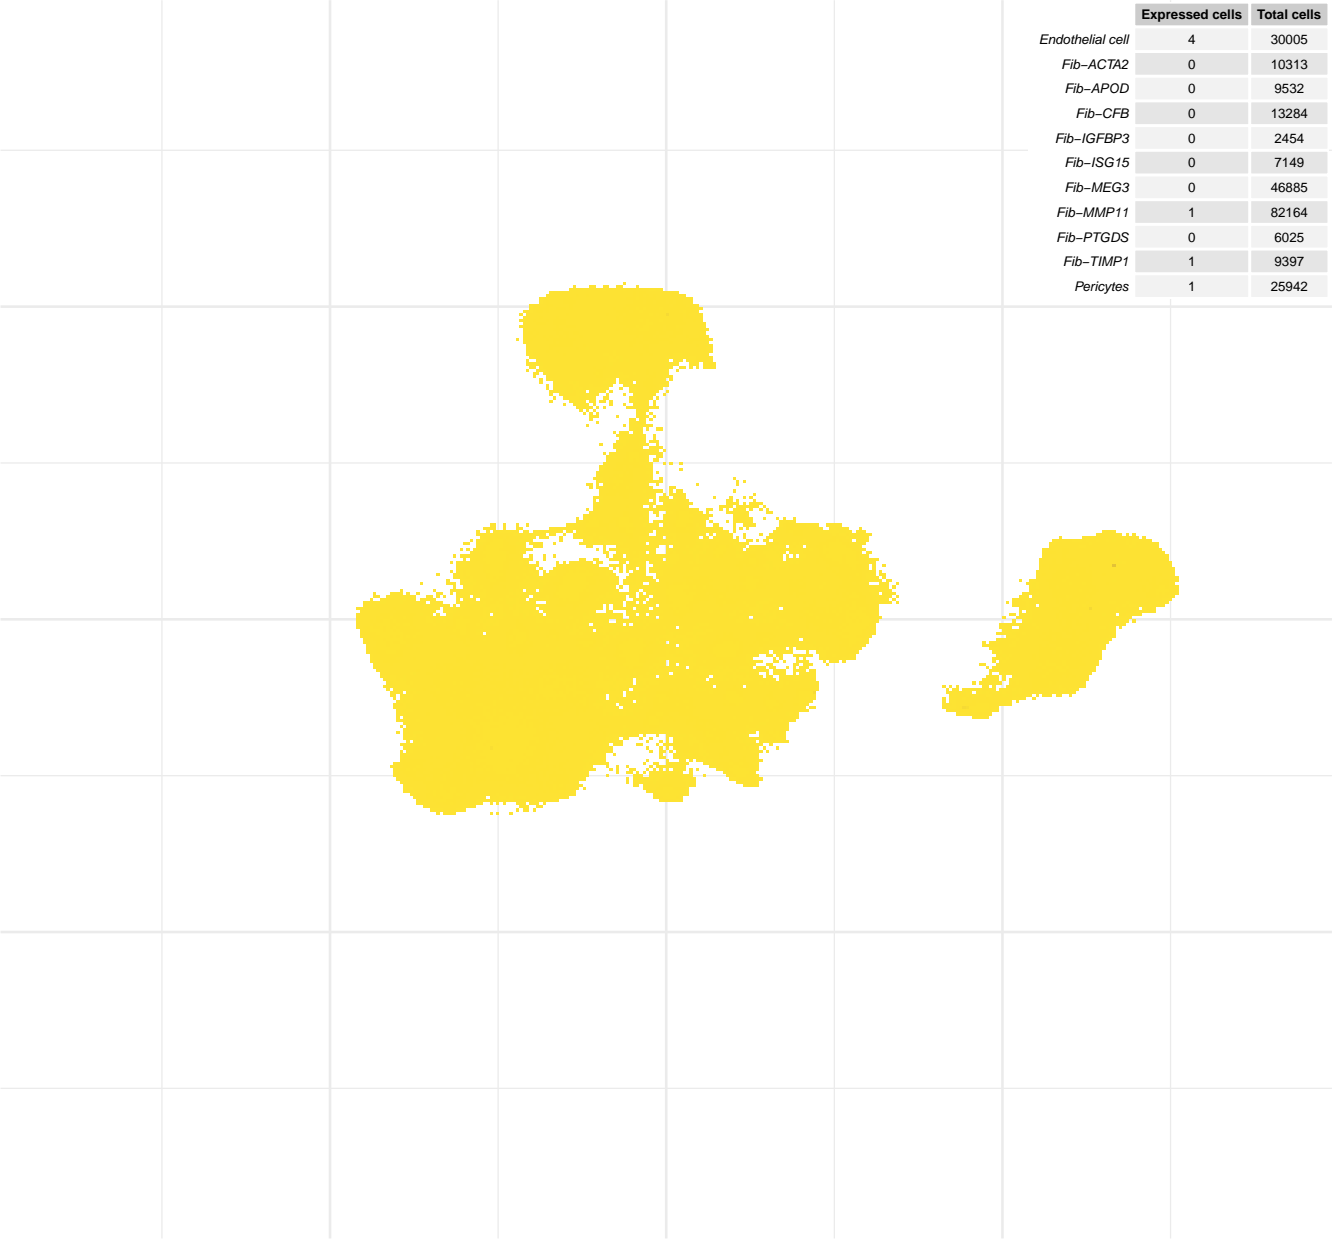 Expressed cells Total cells
Endothelial cell 4 30005
Fib−ACTA2 0 10313
Fib−APOD 0 9532
Fib−CFB 0 13284
Fib−IGFBP3 0 2454
Fib−ISG15 0 7149
Fib−MEG3 0 46885
Fib−MMP11 1 82164
Fib−PTGDS 0 6025
Fib−TIMP1 1 9397
Pericytes 1 25942